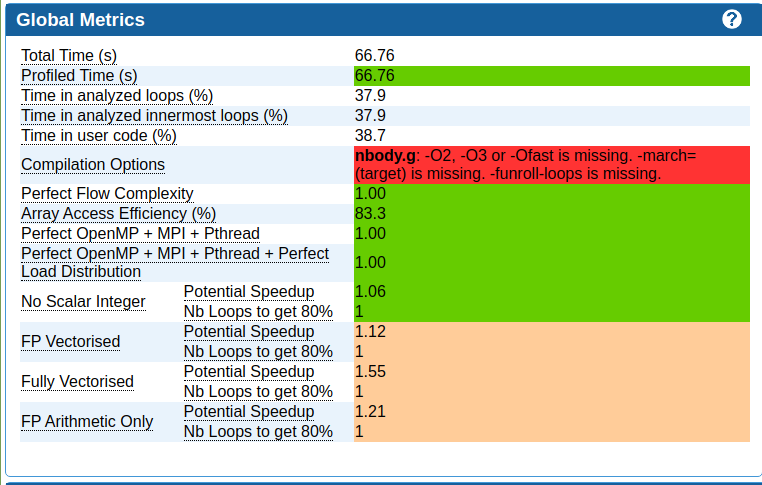 Global Metrics
?
Total Time (s) 66.76
Profiled Time (s) 66.76
Time in analyzed loops (%) 37.9
Time in analyzed innermost loops (%) 37.9
Time in user code (%) 38.7
Compilation Options nbody.g: -O2, -O3 or -Ofast is missing. -march=
(target) is missing. -funroll-loops is missing.
Perfect Flow Complexity 1.00
Array Access Efficiency (%) 83.3
Perfect OpenMP + MPI + Pthread 1.00
Perfect OpenMP + MPI + Pthread + Perfect
Load Distribution 1.00
No Scalar Integer Potential Speedup 1.06
Nb Loops to get 80% 1
FP Vectorised Potential Speedup 1.12
Nb Loops to get 80% 1
Fully Vectorised Potential Speedup 1.55
Nb Loops to get 80% 1
FP Arithmetic Only Potential Speedup 1.21
Nb Loops to get 80% 1